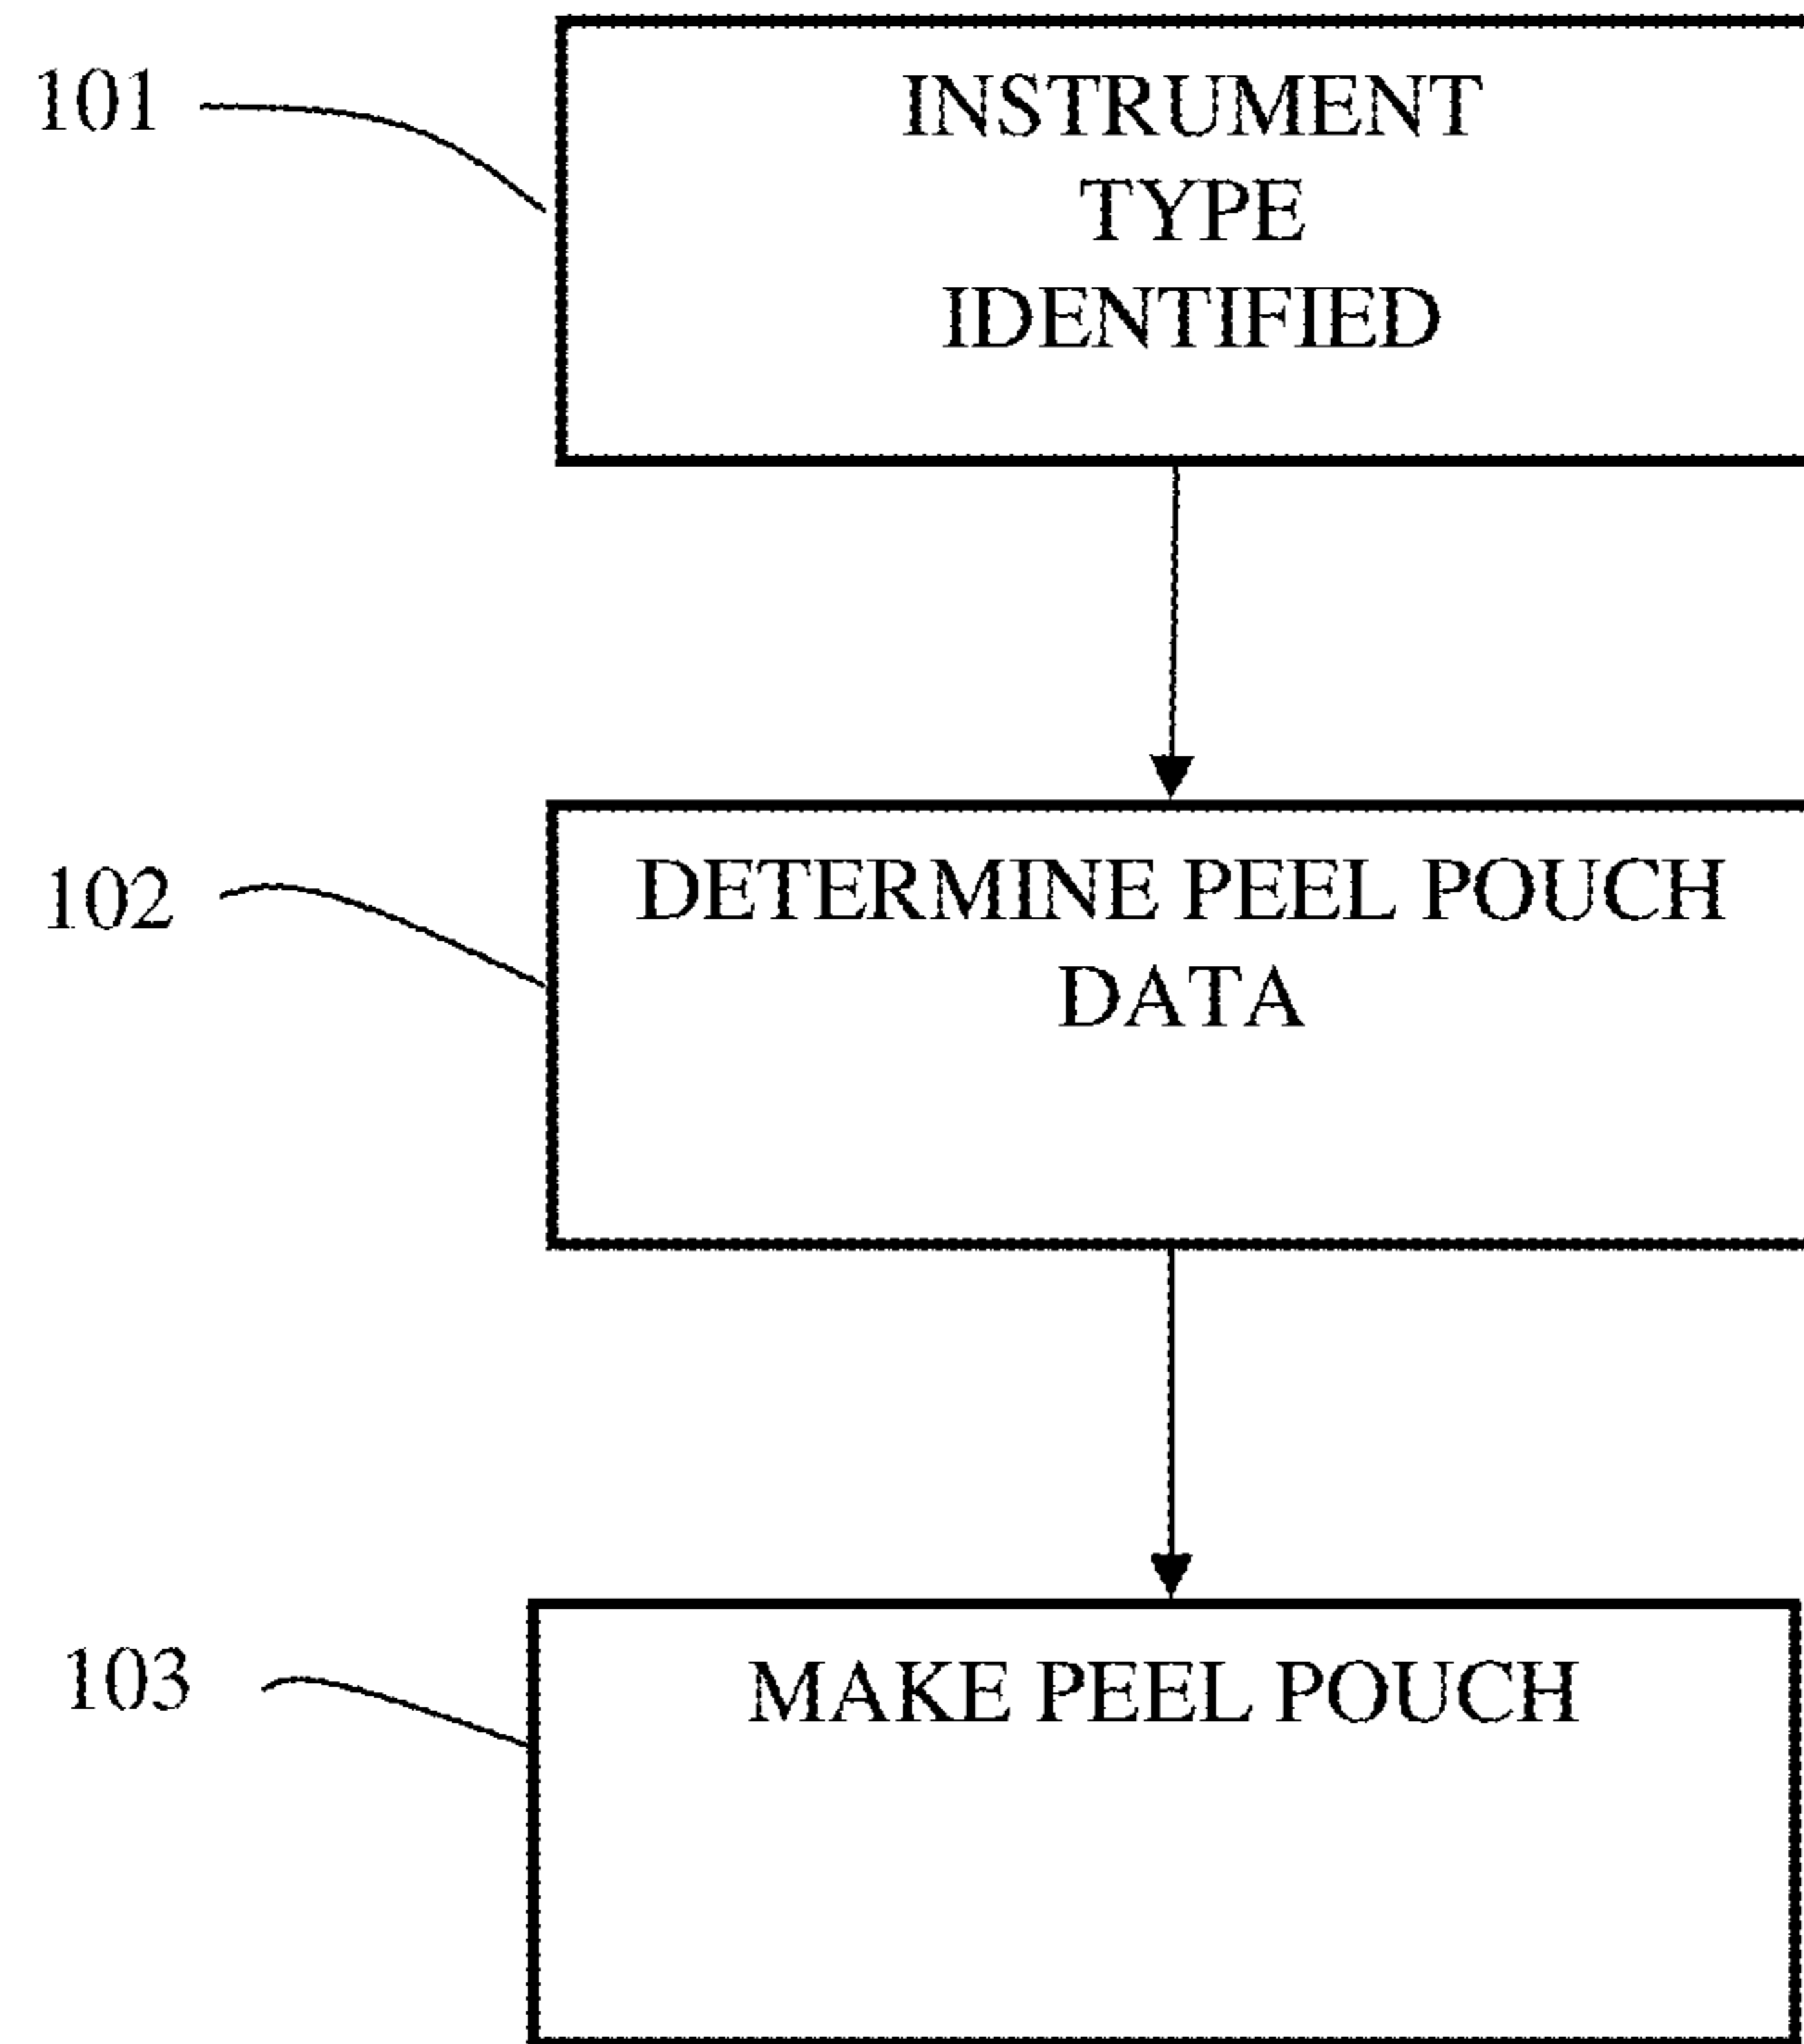 101
INSTRUMENT
TYPE
IDENTIFIED
102
DETERMINE PEEL POUCH
DATA
103
MAKE PEEL POUCH